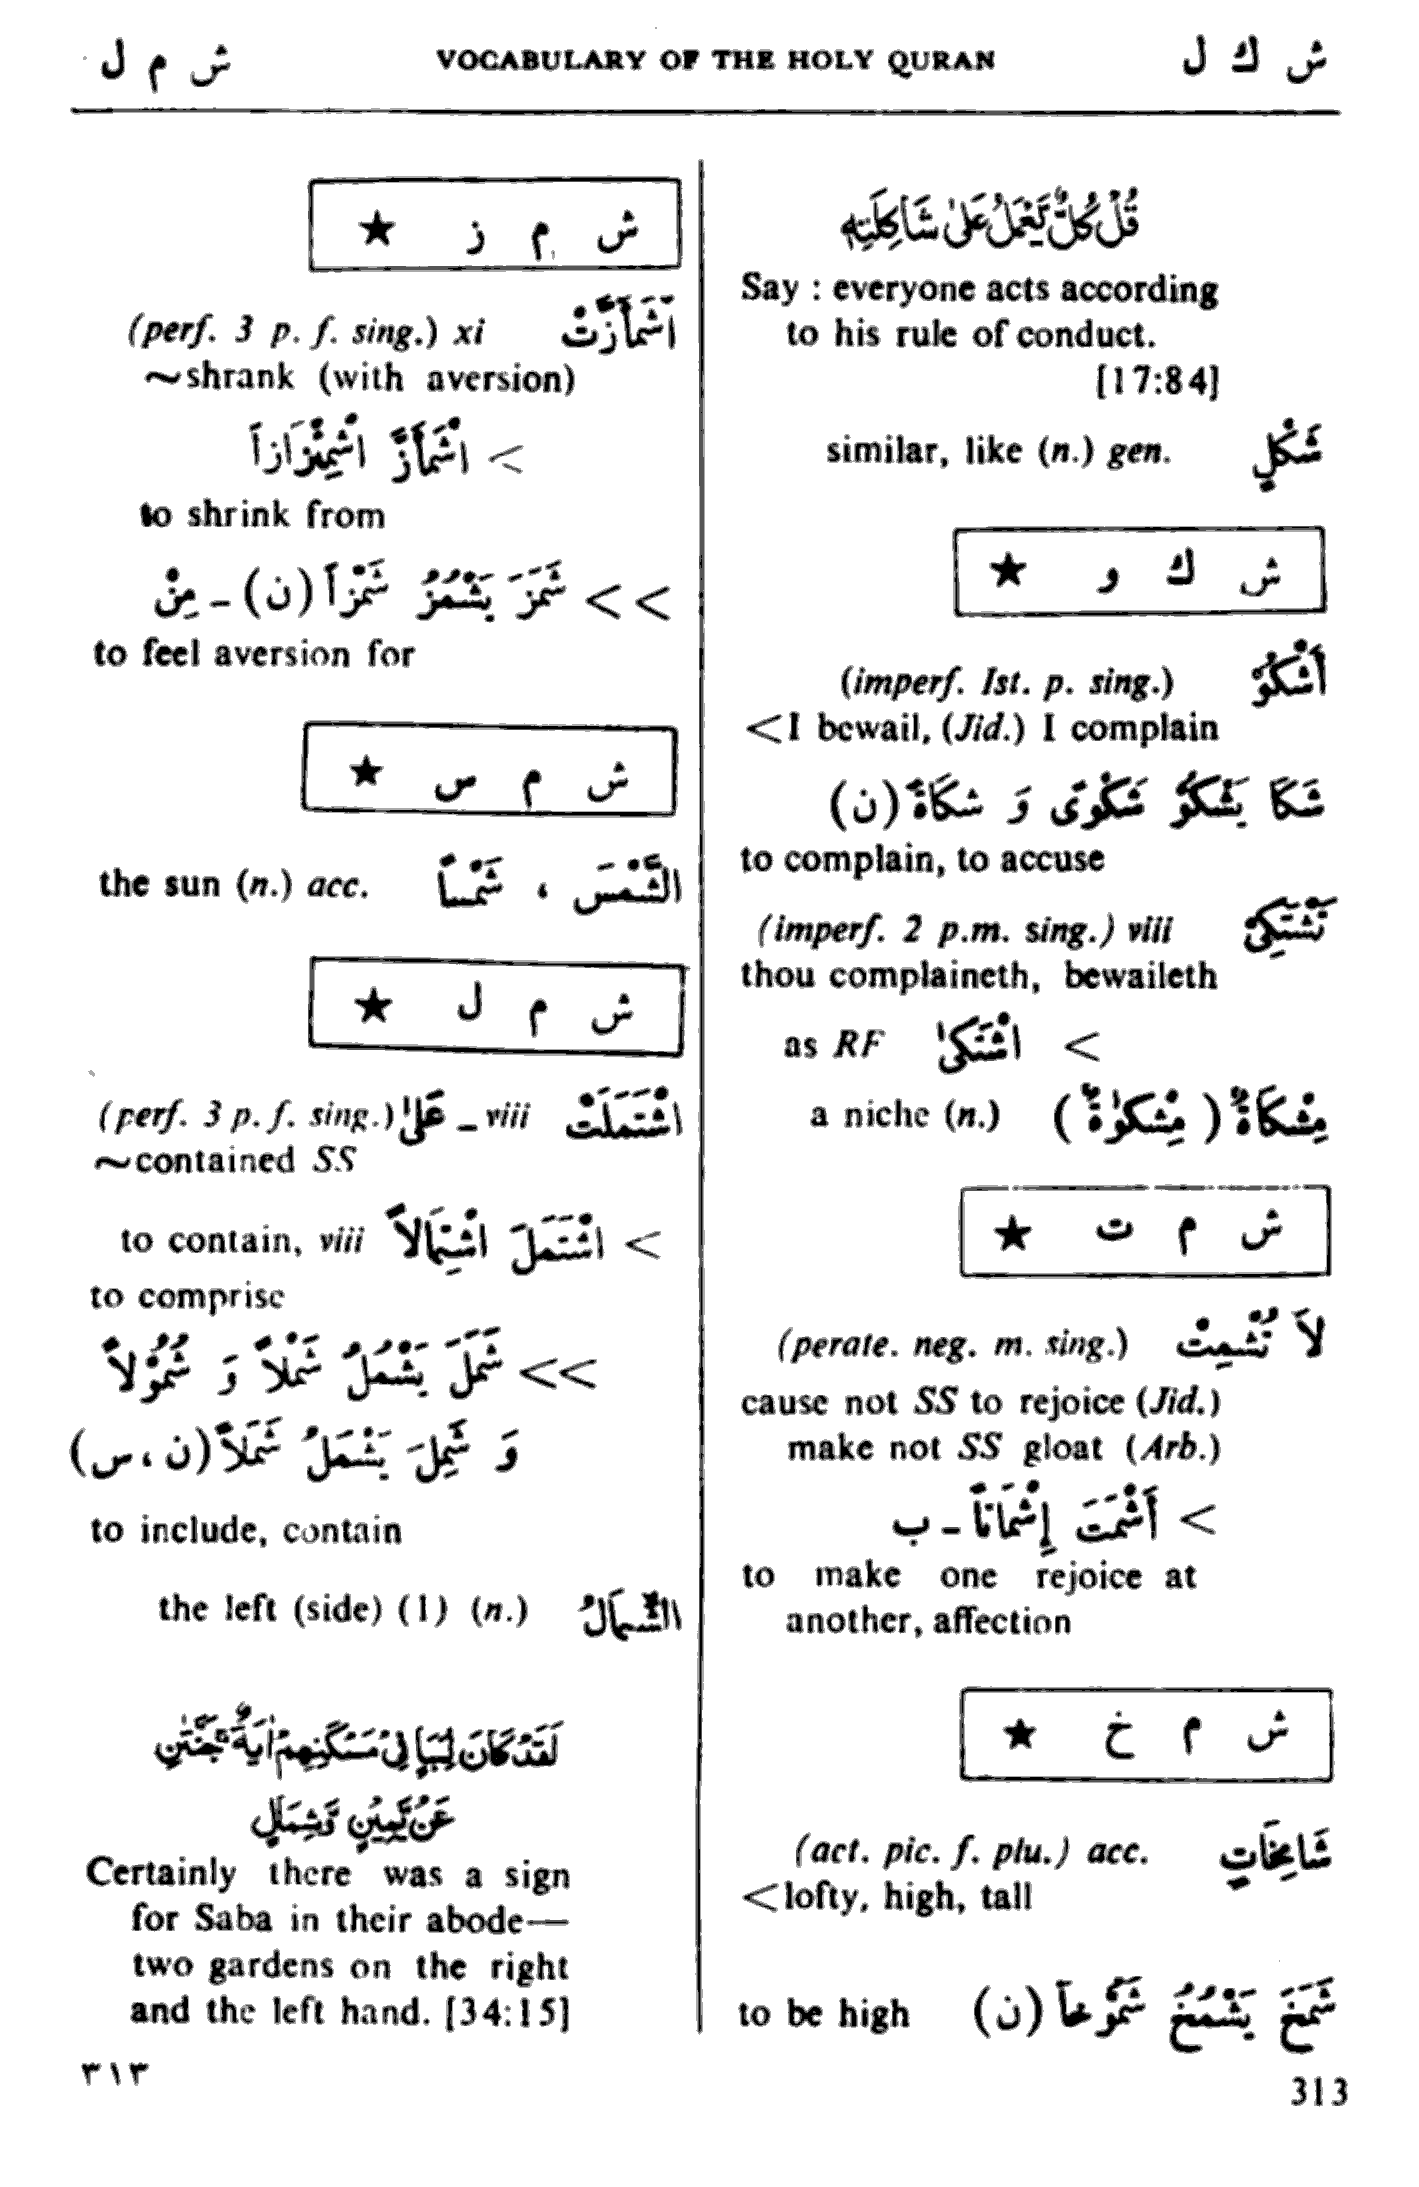 ش ك ل VOCABULARY OF THE HOLY QURAN ش م ل
قُلْ كُلٌّ يَّعْمَلُ عَلٰى شَاكِلَتِهٖ
Say : everyone acts according
to his rule of conduct.
[17:84]
شَكْلٍ similar, like (n.) gen.
ش ك و ★
أَشْكُوْ (imperf. Ist. p. sing.)
<I bewail, (Jid.) I complain
شَكَا يَشْكُوْ شَكْوًى وَ شكَاةً (ن)
to complain, to accuse
تَشْتَكِيْ (imperf. 2 p.m. sing.) viii
thou complaineth, bewaileth
< اشْتَكىٰ as RF
مِشْكَاةٌ ( مِشْكوٰةٌ ) a niche (n.)
ش م ت ★
لاَ تُشْمِتْ (perate. neg. m. sing.)
cause not SS to rejoice (Jid.)
make not SS gloat (Arb.)
< أَشْمَتَ إِشْمَاتاً ـ ب
to make one rejoice at
another, affection
ش م خ ★
شَامِخَاتٍ (act. pic. f. plu.) acc.
<lofty, high, tall
شَمَخَ يَشْمُخُ شَمُوْخاً (ن) to be high
ش م ز ★
اشْمَأَزَّتْ (perf. 3 p. f. sing.) xi
~shrank (with aversion)
< اشْمَأَزَّ اشْمِئْزَازاً
to shrink from
>> شَمَزَ يَشْمُزُ شَمْزاً (ن) ـ مِنْ
to feel aversion for
ش م س ★
الشَّمْسَ ، شَمْساً the sun (n.) acc.
ش م ل ★
اشْتَمَلَتْ viii ـ عَلىٰ (perf. 3 p. f. sing.)
~contained SS
< اشْتَمَلَ اشْتِمَالاً to contain, viii
to comprise
<< شَمَلَ يَشْمُلُ شَمْلاً وَ شُمُوْلاً
وَ شَمِلَ يَشْمَلُ شَمَلاً (ن ، س)
to include, contain
الشِّمَالُ the left (side) (1) (n.)
لَقَدْ كَانَ لِسَبَاٍ فِيْ مَسْكَنِهِمْ اٰيَةٌ ۚ جَنَّتٰنِ
عَنْ يَّمِيْنٍ وَّشِمَالٍ
Certainly there was a sign
for Saba in their abode—
two gardens on the right
and the left hand. [34:15]
٣١٣
313